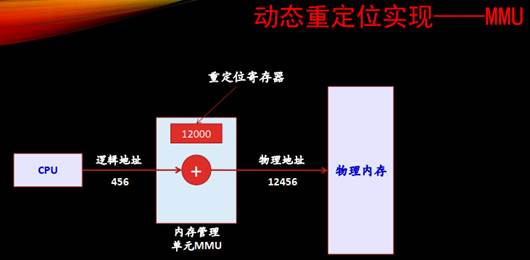 动态重定位实现——MMU
重定位寄存器
12000
CPU
逻辑地址
456
+
物理地址
12456
物理内存
内存管理
单元MMU